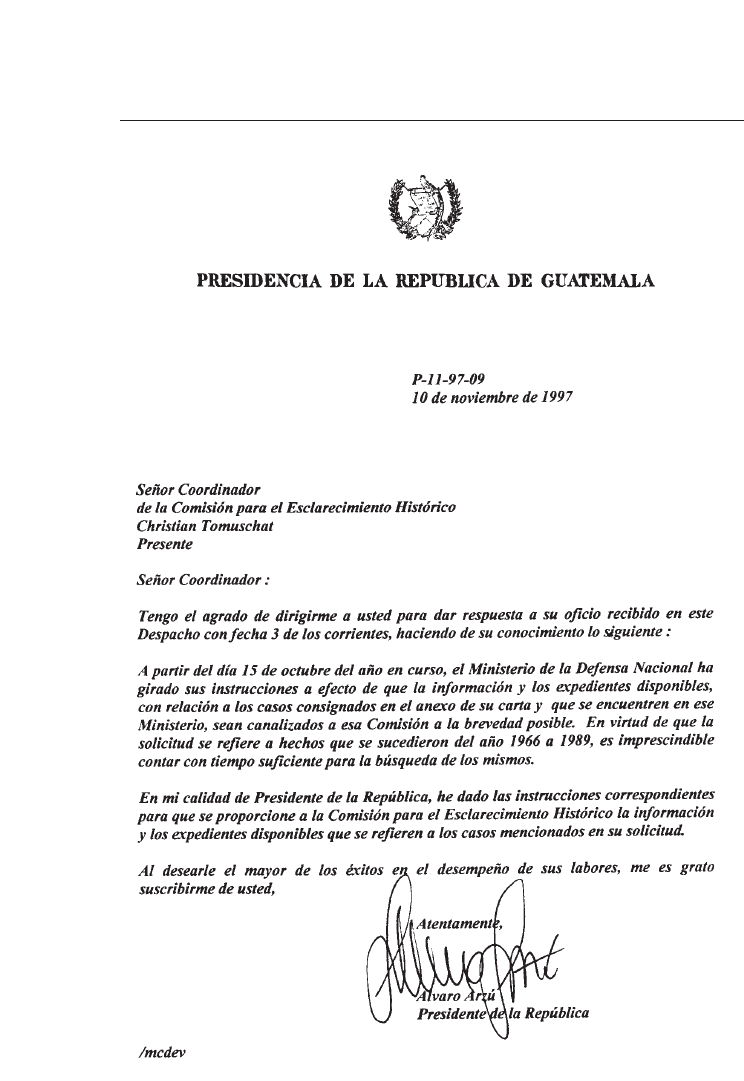 PRESIDENCIA DE LA REPUBLICA DE GUATEMALA
P-11-97-09
10 de noviembre de 1997
Señor Coordinador
de la Comisión para el Esclarecimiento Histórico
Christian Tomuschat
Presente
Señor Coordinador :
Tengo el agrado de dirigirme a usted para dar respuesta a su oficio recibido en este
Despacho con fecha 3 de los corrientes, haciendo de su conocimiento lo siguiente :
A partir del día 15 de octubre del año en curso, el Ministerio de la Defensa Nacional ha
girado sus instrucciones a efecto de que la información y los expedientes disponibles,
con relación a los casos consignados en el anexo de su carta y que se encuentren en ese
Ministerio, sean canalizados a esa Comisión a la brevedad posible. En virtud de que la
solicitud se refiere a hechos que se sucedieron del año 1966 a 1989, es imprescindible
contar con tiempo suficiente para la búsqueda de los mismos.
En mi calidad de Presidente de la República, he dado las instrucciones correspondientes
para que se proporcione a la Comisión para el Esclarecimiento Histórico la información
y los expedientes disponibles que se refieren a los casos mencionados en su solicitud.
Al desearle el mayor de los éxitos en el desempeño de sus labores, me es grato
suscribirme de usted,
Atentamente,
Alvaro Arzú
Presidente de la República
/mcdev